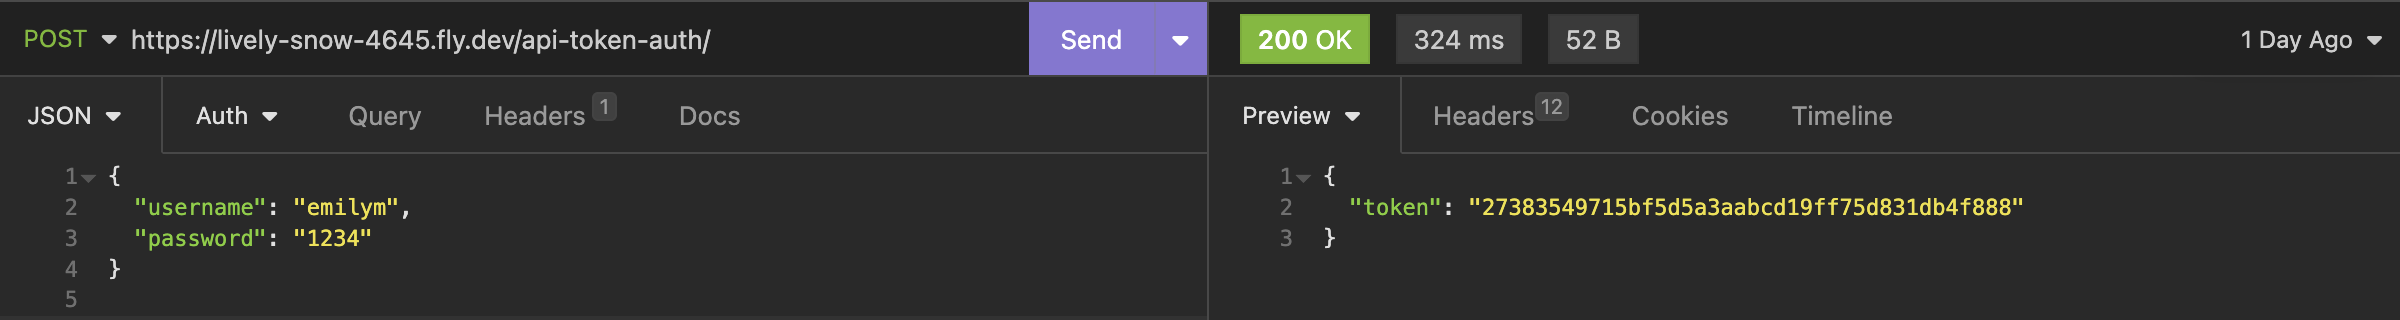 POST https://lively-snow-4645.fly.dev/api-token-auth/ Send 200 OK 324 ms 52 B 1 Day Ago
JSON Auth Query Headers 1 Docs Preview Headers 12 Cookies Timeline
1 {
2 "username": "emilym",
3 "password": "1234"
4 }
5
1 {
2 "token": "27383549715bf5d5a3aabcd19ff75d831db4f888"
3 }